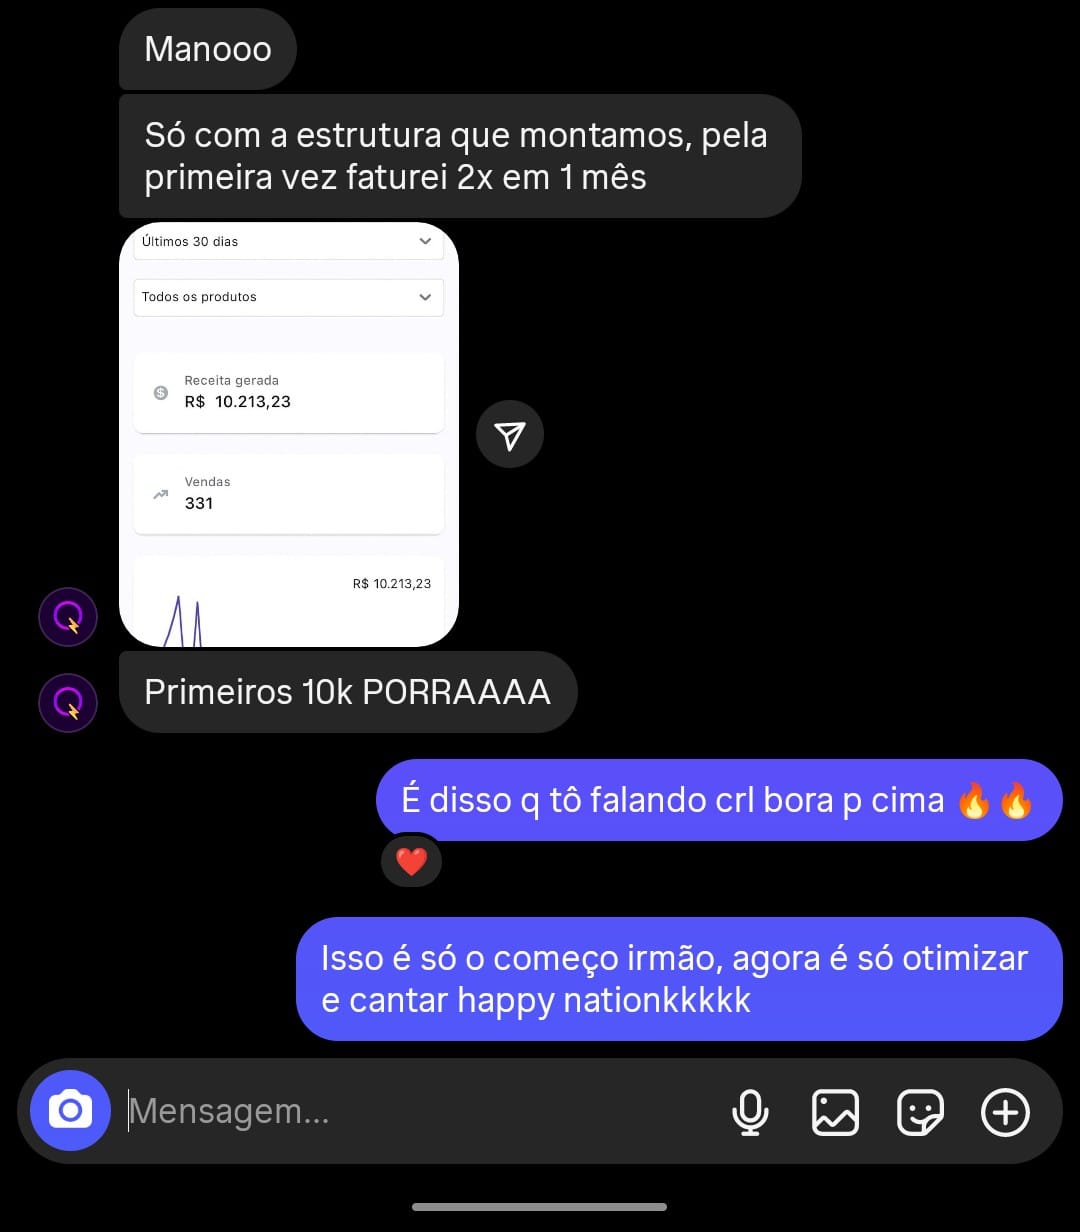 Manooo
Só com a estrutura que montamos, pela
primeira vez faturei 2x em 1 mês
Últimos 30 dias
Todos os produtos
Receita gerada
R$ 10.213,23
Vendas
331
R$ 10.213,23
Primeiros 10k PORRAAAA
É disso q tô falando crl bora p cima 🔥🔥
Isso é só o começo irmão, agora é só otimizar
e cantar happy nationkkkkk
Mensagem...